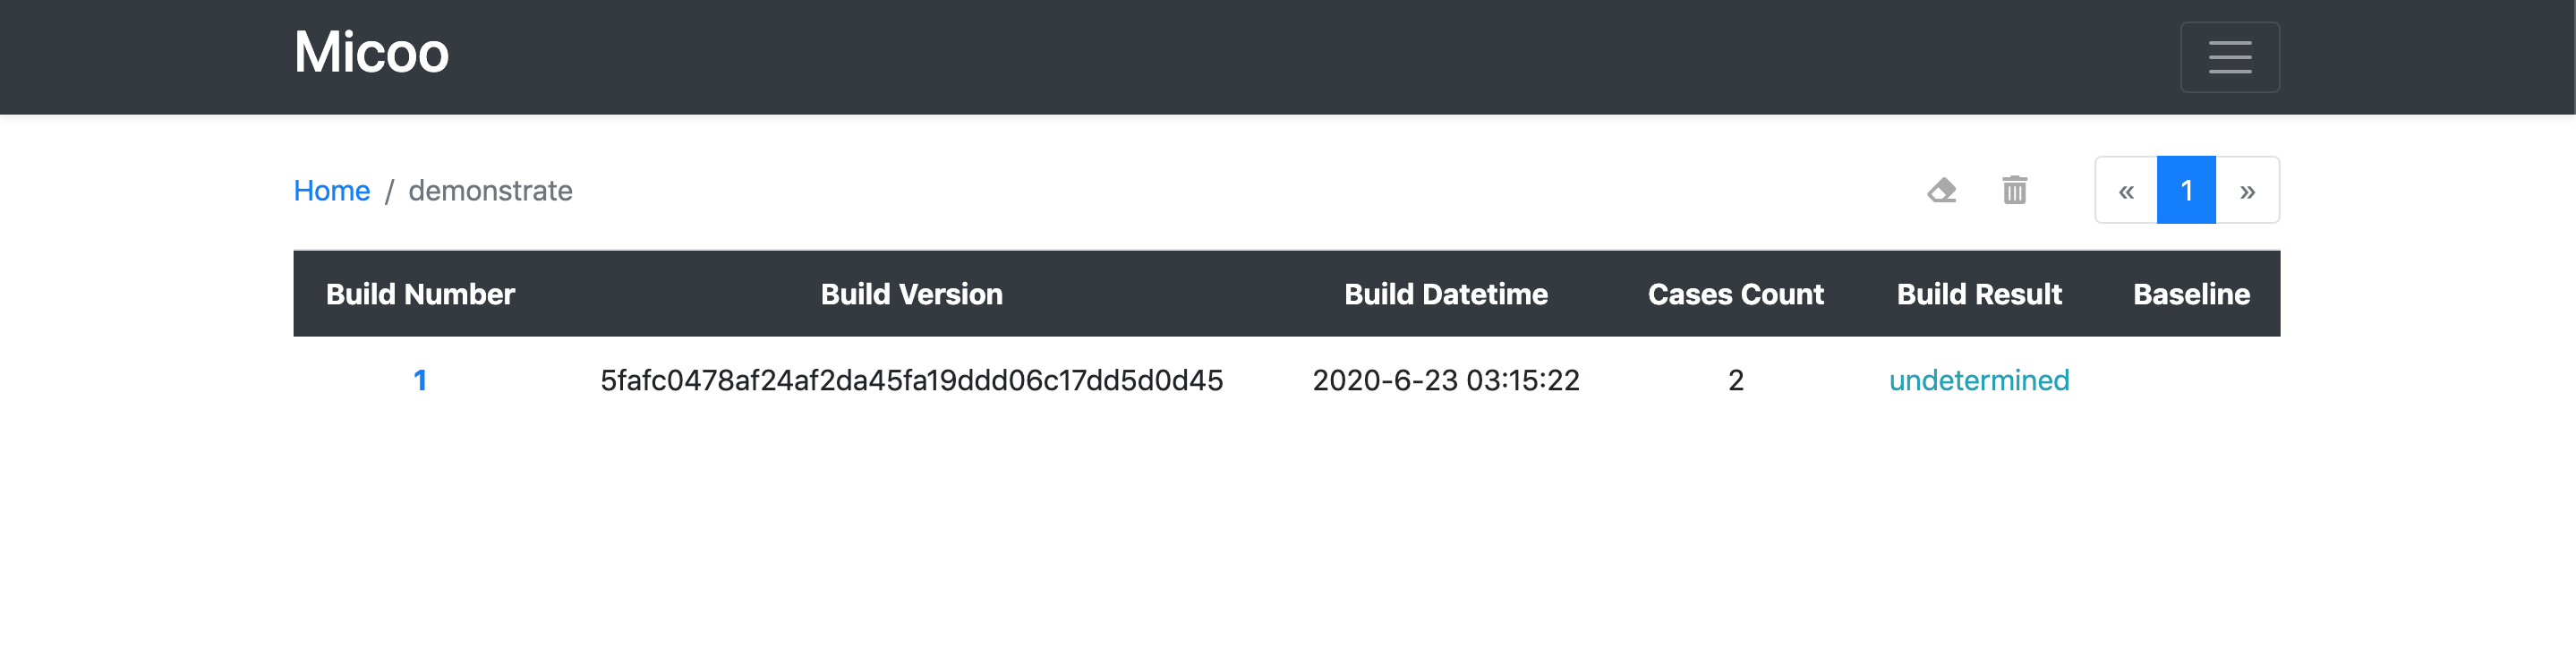 Micoo
Home / demonstrate
« 1 »
Build Number Build Version Build Datetime Cases Count Build Result Baseline
1 5fafc0478af24af2da45fa19ddd06c17dd5d0d45 2020-6-23 03:15:22 2 undetermined